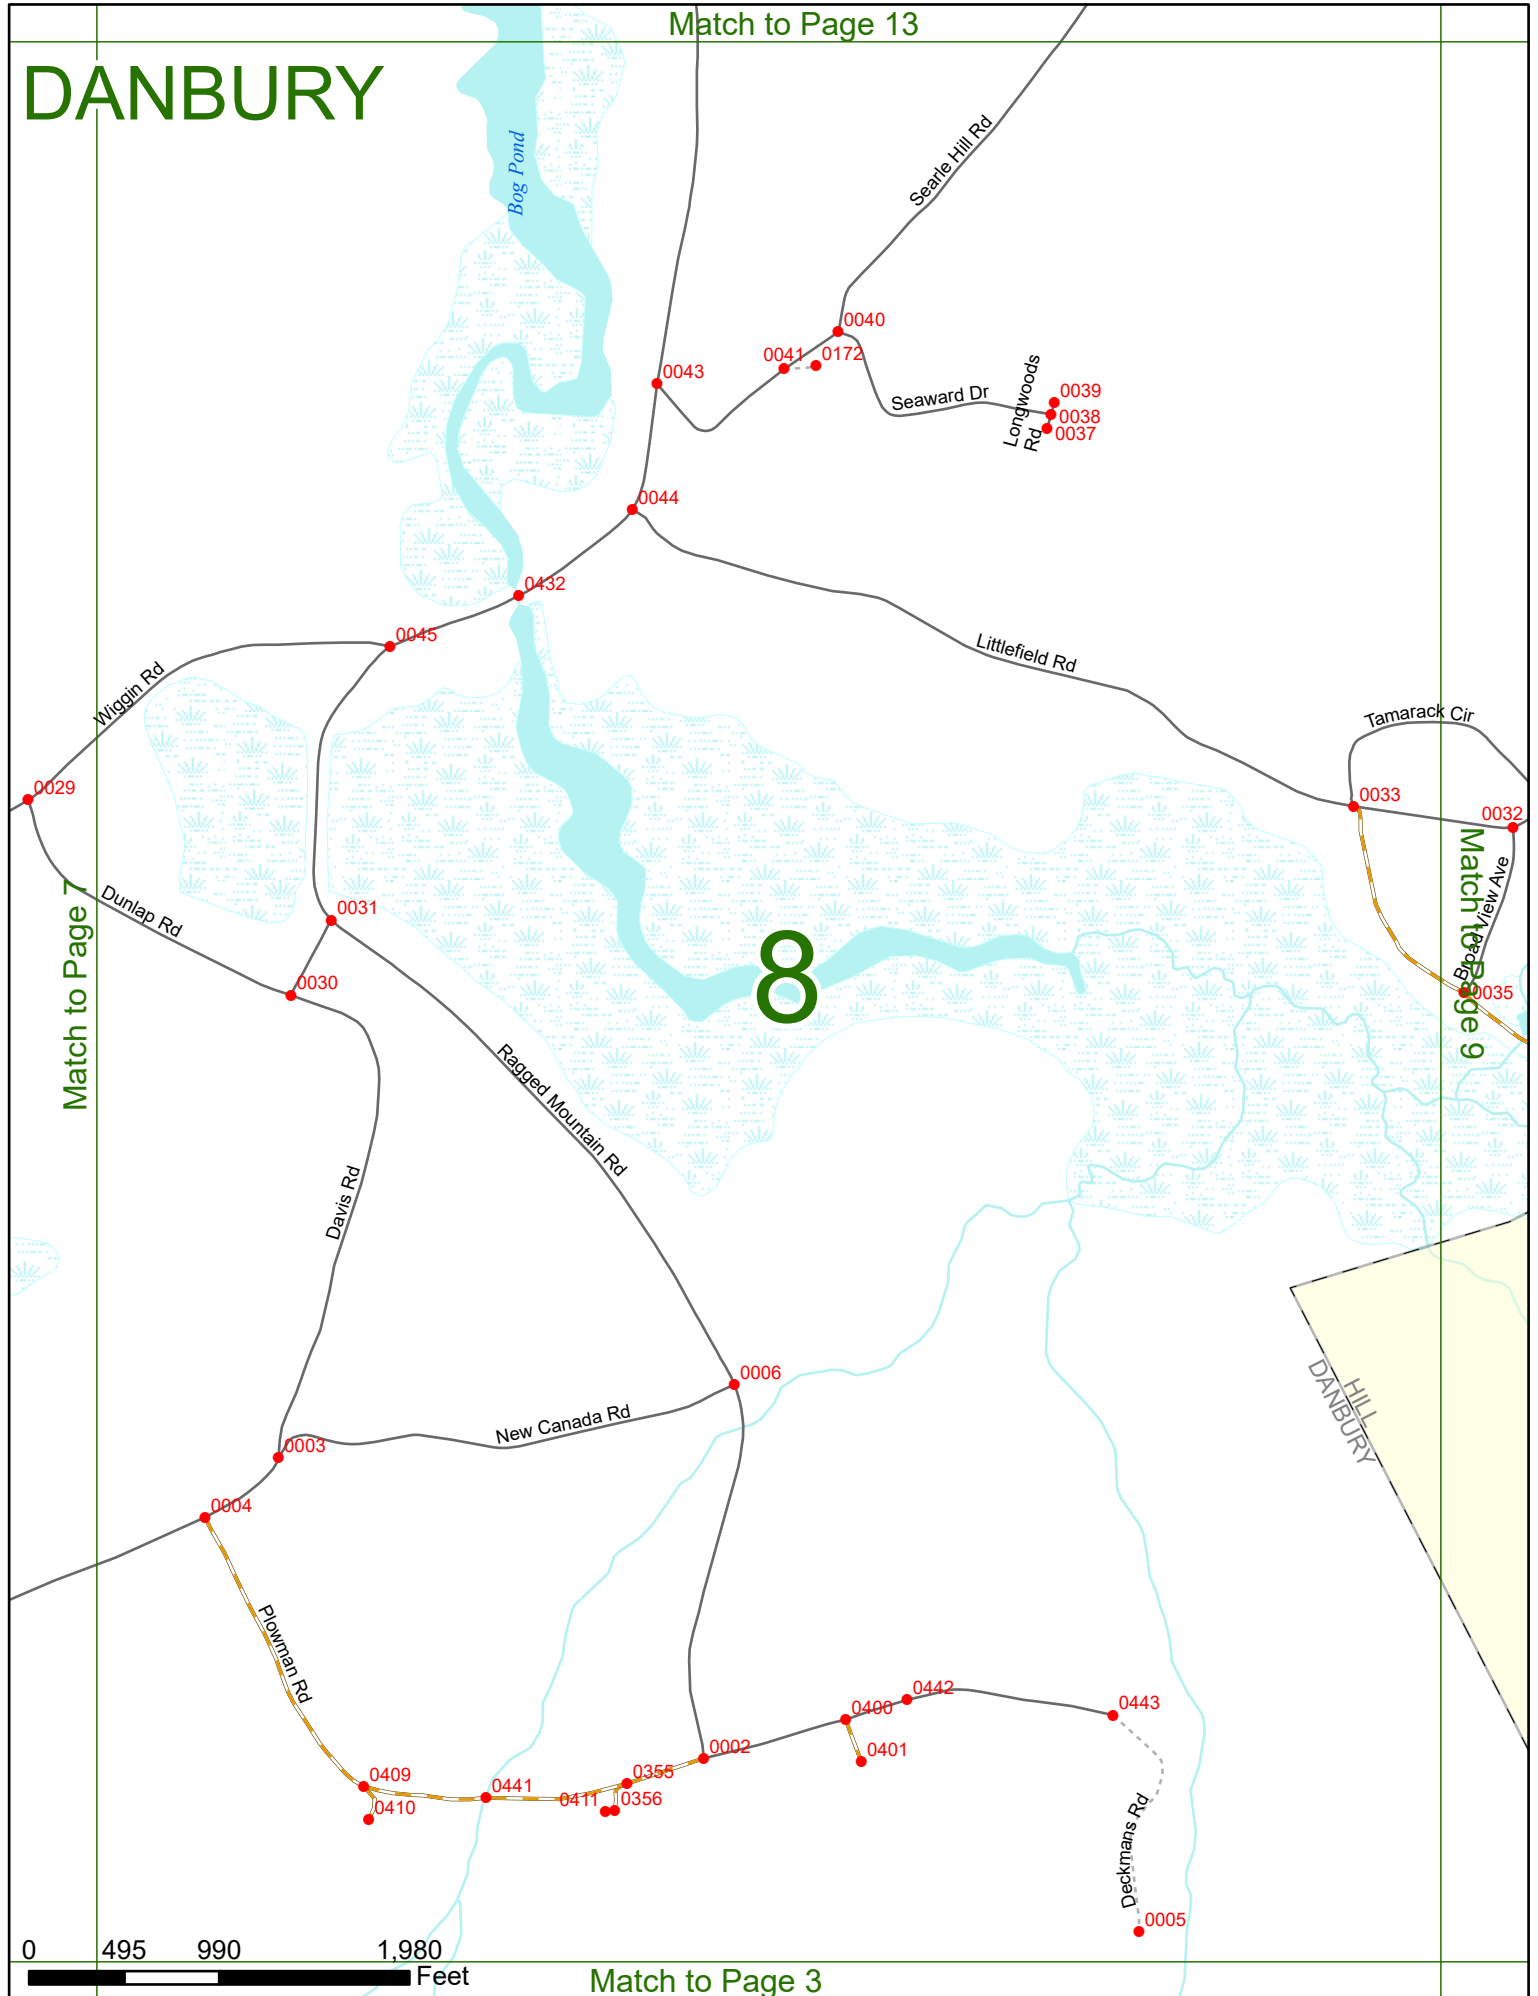 Match to Page 13
DANBURY
Bog Pond
Searle Hill Rd
0040
0041
0172
0043
Longwoods
Rd
0039
0038
0037
Seaward Dr
0044
0432
0045
Littlefield Rd
Wiggin Rd
Tamarack Cir
0029
0033
0032
Match to Page 7
Dunlap Rd
0031
8
Broad View Ave
Match to Page 9
0030
0035
Ragged Mountain Rd
Davis Rd
HILL
DANBURY
0006
New Canada Rd
0003
0004
Plowman Rd
0442
0443
0400
0401
0002
0355
0409
0441
0411
0356
0410
Deckmans Rd
0005
0 495 990 1,980
Feet
Match to Page 3